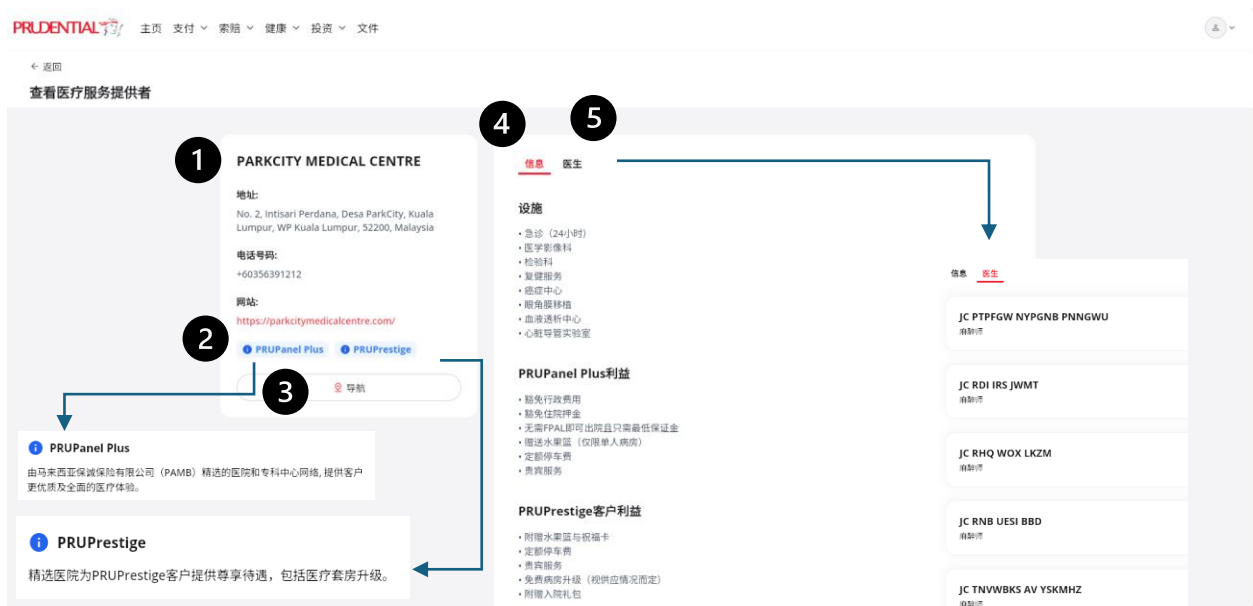 PRUDENTIAL 主页 支付 索赔 健康 投资 文件
← 返回
查看医疗服务提供者
1
PARKCITY MEDICAL CENTRE
地址:
No. 2, Intisari Perdana, Desa ParkCity, Kuala
Lumpur, WP Kuala Lumpur, 52200, Malaysia
电话号码:
+60356391212
网站:
https://parkcitymedicalcentre.com/
2
PRUPanel Plus PRUPrestige
3
导航
PRUPanel Plus
由马来西亚保诚保险有限公司（PAMB）精选的医院和专科中心网络, 提供客户
更优质及全面的医疗体验。
PRUPrestige
精选医院为PRUPrestige客户提供尊享待遇，包括医疗套房升级。
4 5
信息 医生
设施
• 急诊（24小时）
• 医学影像科
• 检验科
• 复健服务
• 癌症中心
• 眼角膜移植
• 血液透析中心
• 心脏导管实验室
PRUPanel Plus利益
• 豁免行政费用
• 豁免住院押金
• 无需FPAL即可出院且只需最低保证金
• 赠送水果篮（仅限单人病房）
• 定额停车费
• 贵宾服务
PRUPrestige客户利益
• 附赠水果篮与祝福卡
• 定额停车费
• 贵宾服务
• 免费病房升级（视供应情况而定）
• 附赠入院礼包
信息 医生
JC PTPFGW NYPGNB PNNGWU
麻醉师
JC RDI IRS JWMT
麻醉师
JC RHQ WOX LKZM
麻醉师
JC RNB UESI BBD
麻醉师
JC TNVWBKS AV YSKMHZ
麻醉师